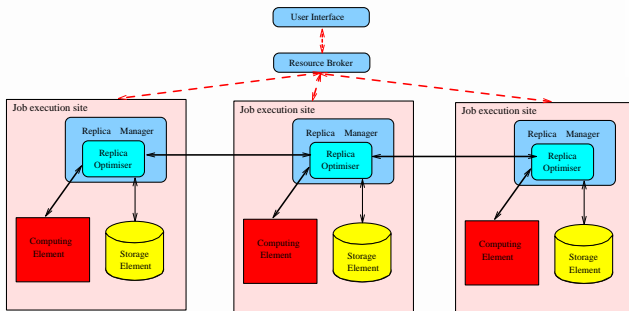 User Interface
Resource Broker
Job execution site
Replica Manager
Replica
Optimiser
Computing
Element
Storage
Element
Job execution site
Replica Manager
Replica
Optimiser
Computing
Element
Storage
Element
Job execution site
Replica Manager
Replica
Optimiser
Computing
Element
Storage
Element